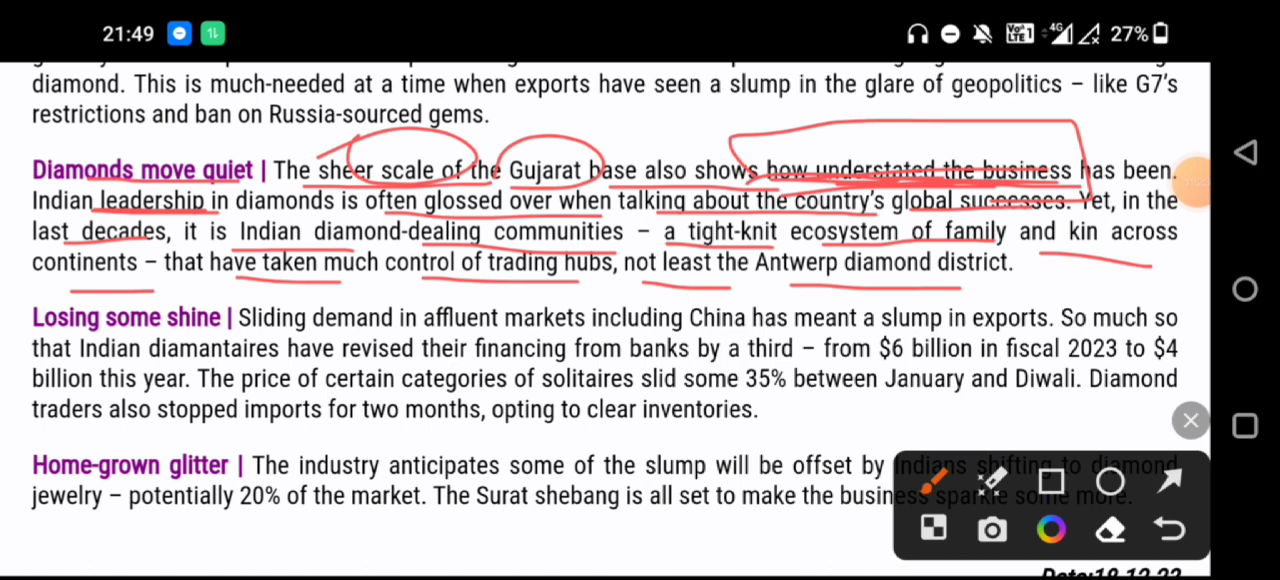 21:49
VoLTE1
4G
27%
diamond. This is much-needed at a time when exports have seen a slump in the glare of geopolitics – like G7's
restrictions and ban on Russia-sourced gems.
Diamonds move quiet | The sheer scale of the Gujarat base also shows how understated the business has been.
Indian leadership in diamonds is often glossed over when talking about the country's global successes. Yet, in the
last decades, it is Indian diamond-dealing communities – a tight-knit ecosystem of family and kin across
continents – that have taken much control of trading hubs, not least the Antwerp diamond district.
Losing some shine | Sliding demand in affluent markets including China has meant a slump in exports. So much so
that Indian diamantaires have revised their financing from banks by a third – from $6 billion in fiscal 2023 to $4
billion this year. The price of certain categories of solitaires slid some 35% between January and Diwali. Diamond
traders also stopped imports for two months, opting to clear inventories.
Home-grown glitter | The industry anticipates some of the slump will be offset by Indians shifting to diamond
jewelry – potentially 20% of the market. The Surat shebang is all set to make the business sparkle some more.